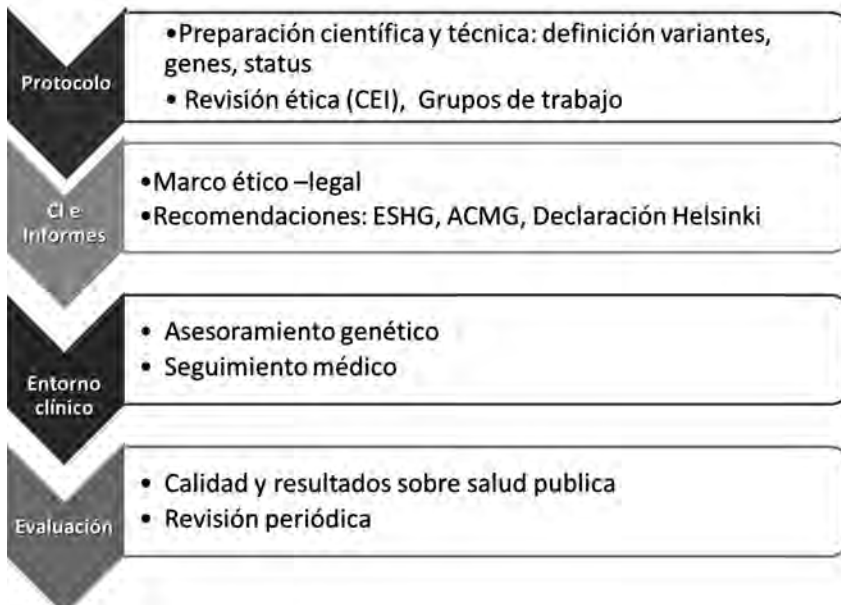 Protocolo
•Preparación científica y técnica: definición variantes,
genes, status
• Revisión ética (CEI), Grupos de trabajo
CI e
Informes
•Marco ético –legal
•Recomendaciones: ESHG, ACMG, Declaración Helsinki
Entorno
clínico
• Asesoramiento genético
• Seguimiento médico
Evaluación
• Calidad y resultados sobre salud publica
• Revisión periódica